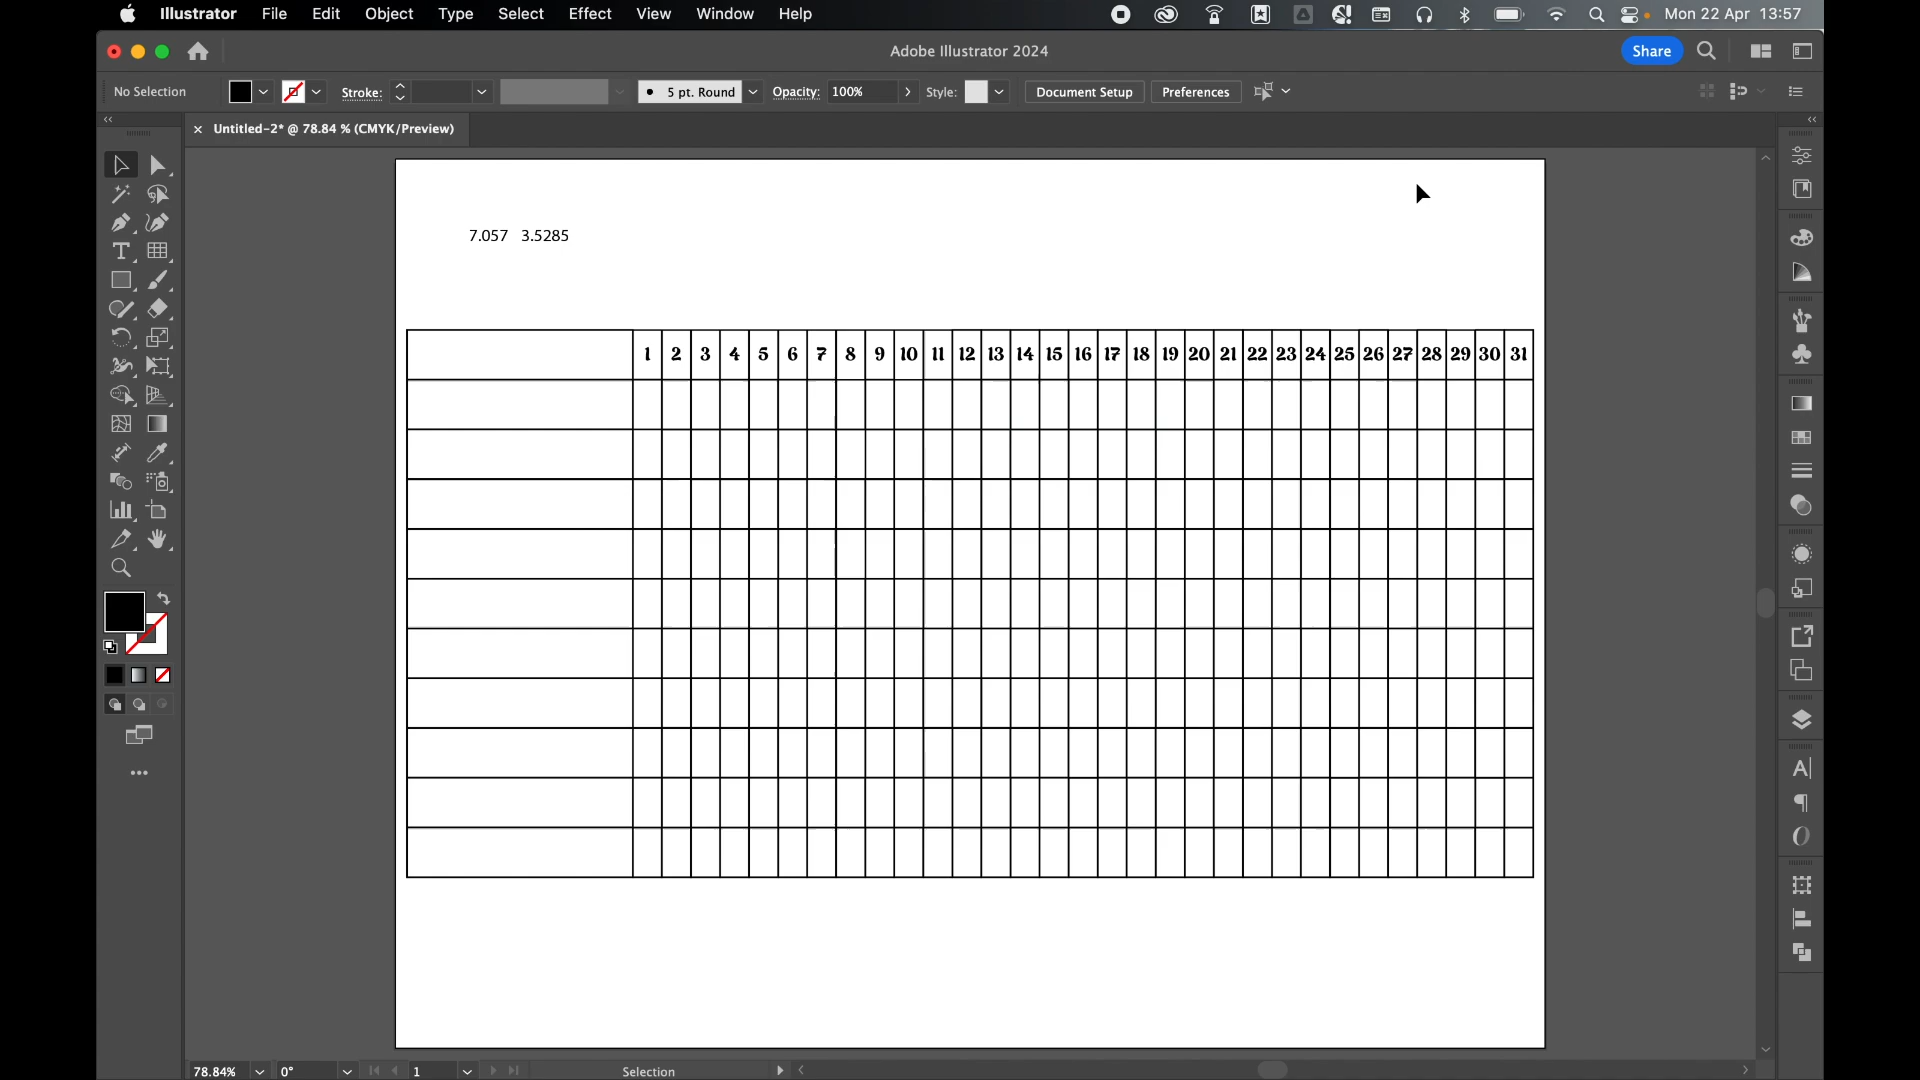 Illustrator File Edit Object Type Select Effect View Window Help Mon 22 Apr 13:57
Adobe Illustrator 2024 Share
No Selection Stroke: 5 pt. Round Opacity: 100% Style: Document Setup Preferences
× Untitled-2* @ 78.84 % (CMYK/Preview)
7.057 3.5285
1 2 3 4 5 6 7 8 9 10 11 12 13 14 15 16 17 18 19 20 21 22 23 24 25 26 27 28 29 30 31
78.84% 0° 1 Selection